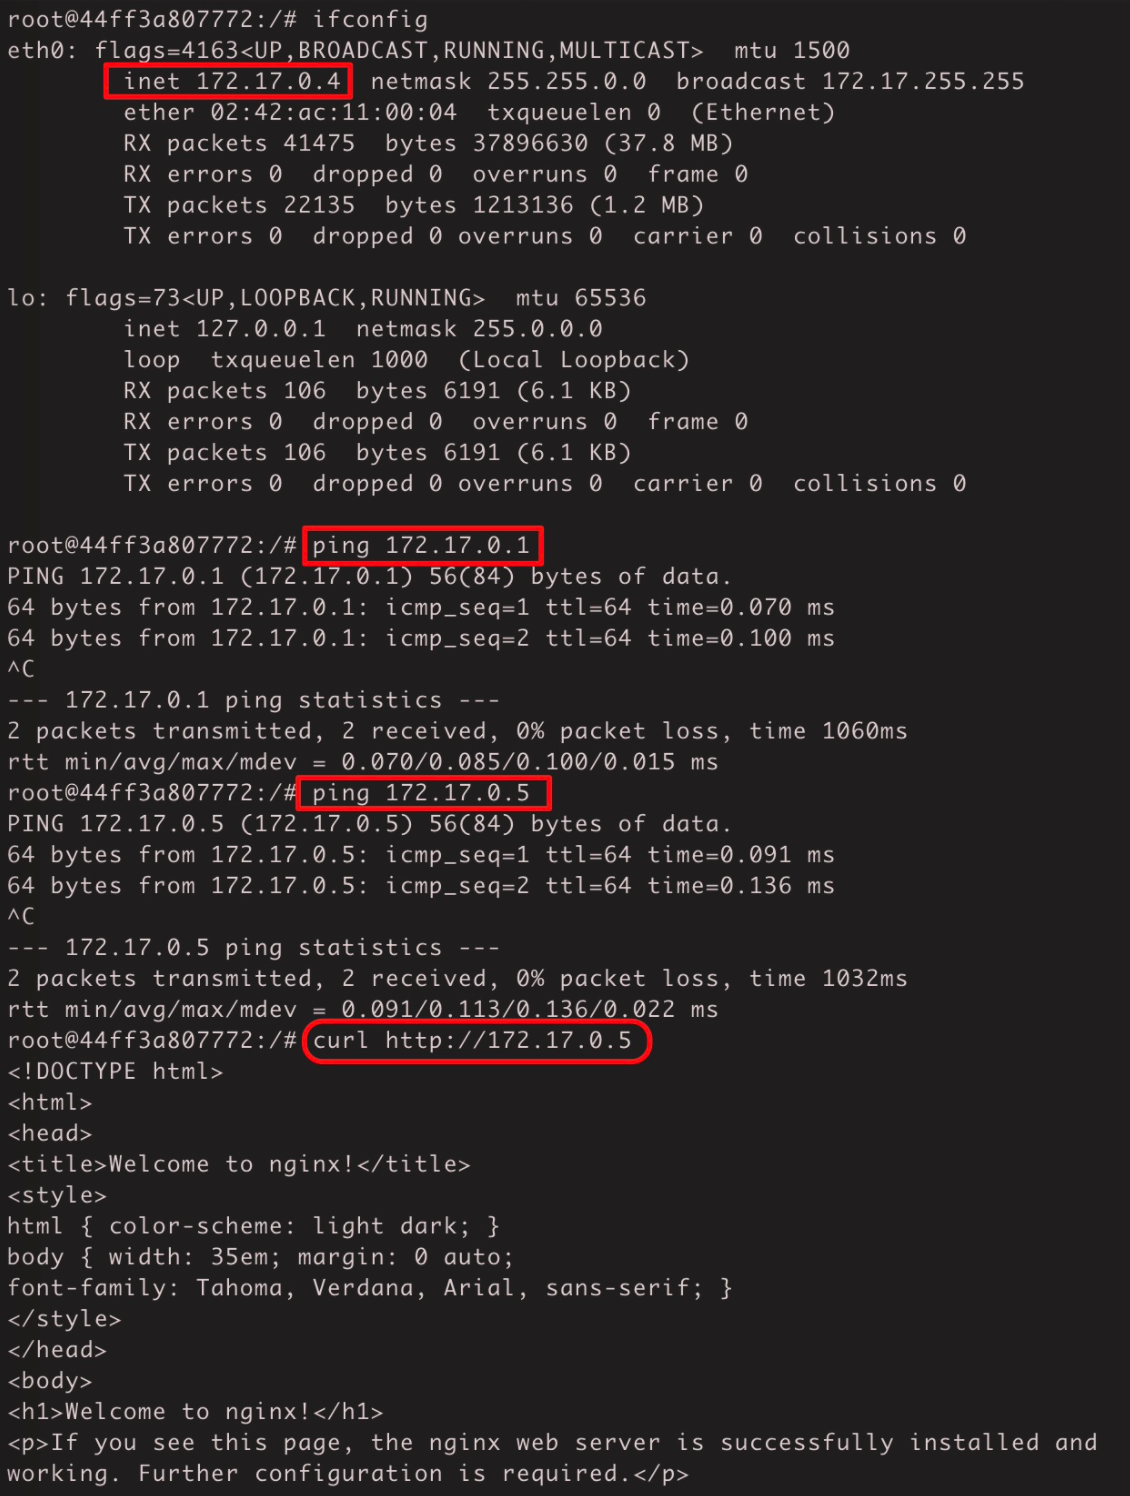 root@44ff3a807772:/# ifconfig
eth0: flags=4163<UP,BROADCAST,RUNNING,MULTICAST>  mtu 1500
        inet 172.17.0.4  netmask 255.255.0.0  broadcast 172.17.255.255
        ether 02:42:ac:11:00:04  txqueuelen 0  (Ethernet)
        RX packets 41475  bytes 37896630 (37.8 MB)
        RX errors 0  dropped 0  overruns 0  frame 0
        TX packets 22135  bytes 1213136 (1.2 MB)
        TX errors 0  dropped 0 overruns 0  carrier 0  collisions 0

lo: flags=73<UP,LOOPBACK,RUNNING>  mtu 65536
        inet 127.0.0.1  netmask 255.0.0.0
        loop  txqueuelen 1000  (Local Loopback)
        RX packets 106  bytes 6191 (6.1 KB)
        RX errors 0  dropped 0  overruns 0  frame 0
        TX packets 106  bytes 6191 (6.1 KB)
        TX errors 0  dropped 0 overruns 0  carrier 0  collisions 0

root@44ff3a807772:/# ping 172.17.0.1
PING 172.17.0.1 (172.17.0.1) 56(84) bytes of data.
64 bytes from 172.17.0.1: icmp_seq=1 ttl=64 time=0.070 ms
64 bytes from 172.17.0.1: icmp_seq=2 ttl=64 time=0.100 ms
^C
--- 172.17.0.1 ping statistics ---
2 packets transmitted, 2 received, 0% packet loss, time 1060ms
rtt min/avg/max/mdev = 0.070/0.085/0.100/0.015 ms
root@44ff3a807772:/# ping 172.17.0.5
PING 172.17.0.5 (172.17.0.5) 56(84) bytes of data.
64 bytes from 172.17.0.5: icmp_seq=1 ttl=64 time=0.091 ms
64 bytes from 172.17.0.5: icmp_seq=2 ttl=64 time=0.136 ms
^C
--- 172.17.0.5 ping statistics ---
2 packets transmitted, 2 received, 0% packet loss, time 1032ms
rtt min/avg/max/mdev = 0.091/0.113/0.136/0.022 ms
root@44ff3a807772:/# curl http://172.17.0.5
<!DOCTYPE html>
<html>
<head>
<title>Welcome to nginx!</title>
<style>
html { color-scheme: light dark; }
body { width: 35em; margin: 0 auto;
font-family: Tahoma, Verdana, Arial, sans-serif; }
</style>
</head>
<body>
<h1>Welcome to nginx!</h1>
<p>If you see this page, the nginx web server is successfully installed and
working. Further configuration is required.</p>